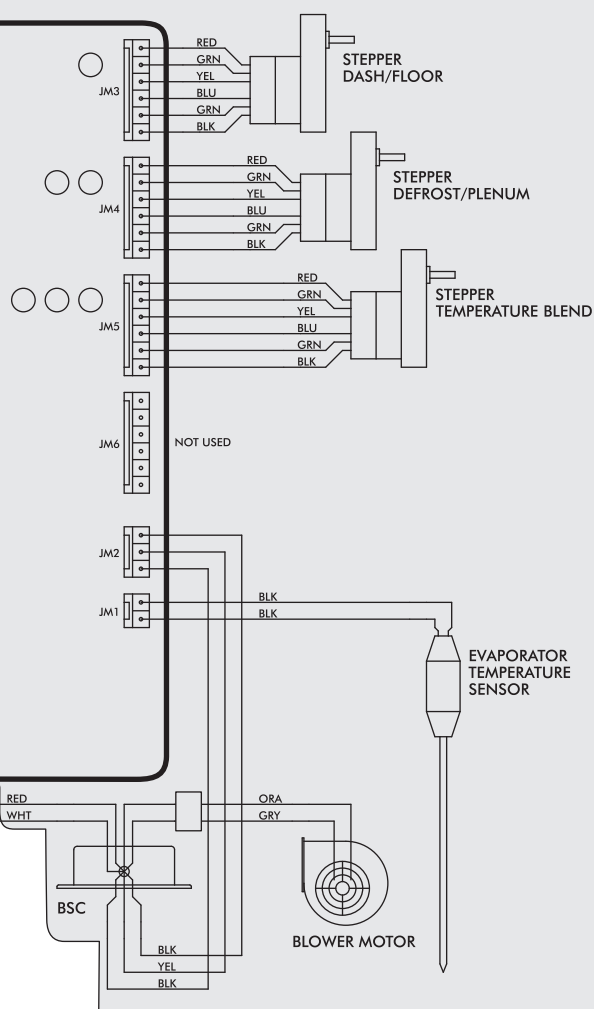 RED
GRN
YEL
BLU
GRN
BLK
JM3
STEPPER
DASH/FLOOR
RED
GRN
YEL
BLU
GRN
BLK
JM4
STEPPER
DEFROST/PLENUM
RED
GRN
YEL
BLU
GRN
BLK
JM5
STEPPER
TEMPERATURE BLEND
JM6
NOT USED
JM2
JM1
BLK
BLK
EVAPORATOR
TEMPERATURE
SENSOR
RED
WHT
ORA
GRY
BSC
BLOWER MOTOR
BLK
YEL
BLK